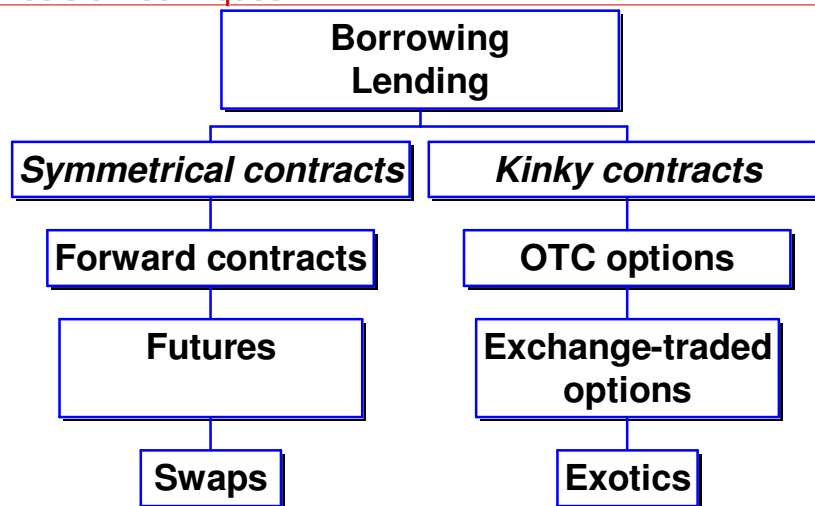 Borrowing
Lending
Symmetrical contracts
Kinky contracts
Forward contracts
OTC options
Futures
Exchange-traded
options
Swaps
Exotics